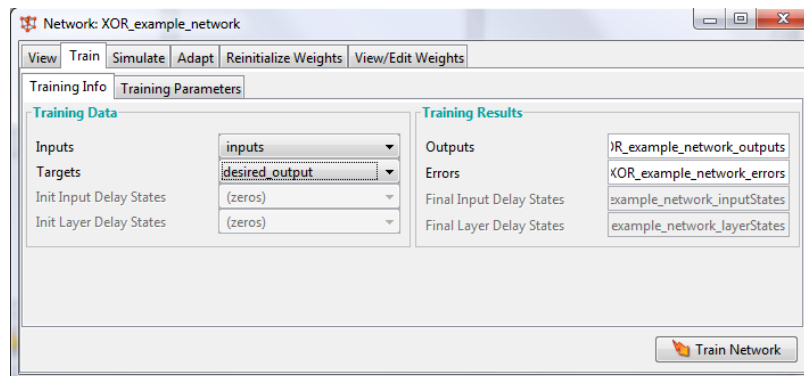 Network: XOR_example_network
View Train Simulate Adapt Reinitialize Weights View/Edit Weights
Training Info Training Parameters
Training Data
Inputs inputs
Targets desired_output
Init Input Delay States (zeros)
Init Layer Delay States (zeros)
Training Results
Outputs )R_example_network_outputs
Errors XOR_example_network_errors
Final Input Delay States example_network_inputStates
Final Layer Delay States example_network_layerStates
Train Network